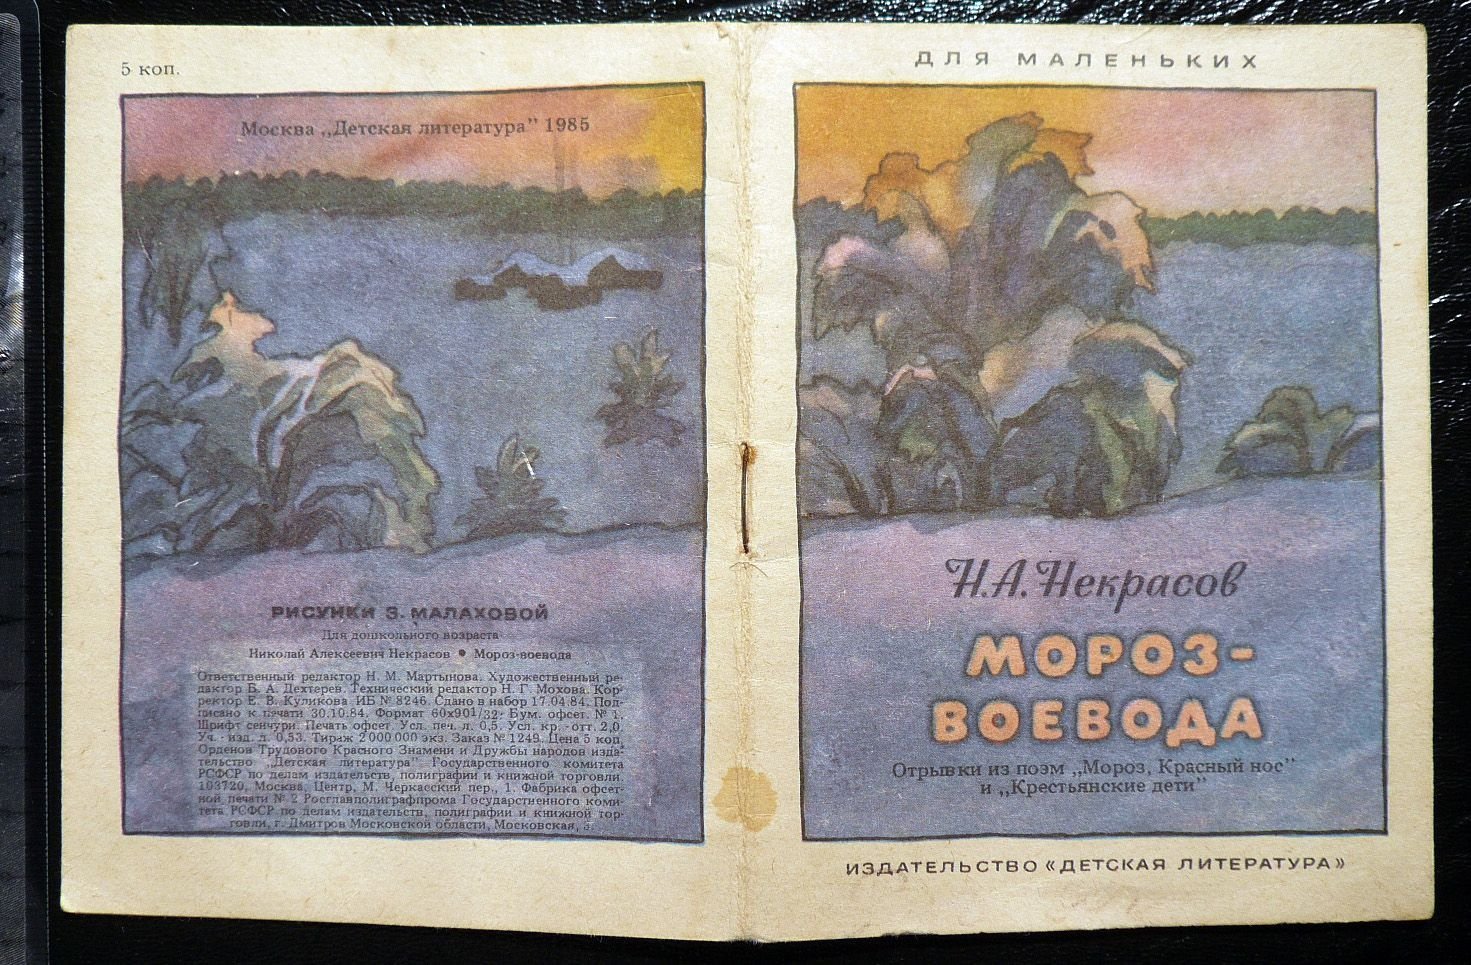 5 коп.
Москва „Детская литература” 1985
РИСУНКИ З. МАЛАХОВОЙ
Для дошкольного возраста
Николай Алексеевич Некрасов • Мороз-воевода
Ответственный редактор Н. М. Мартынова. Художественный ре-
дактор Б. А. Дехтерев. Технический редактор Н. Г. Мохова. Кор-
ректор Е. В. Куликова. ИБ № 8246. Сдано в набор 17.04.84. Под-
писано к печати 30.10.84. Формат 60х90 1/32. Бум. офсет. № 1.
Шрифт сенчури. Печать офсет. Усл. печ. л. 0,5. Усл. кр.-отт. 2,0.
Уч.-изд. л. 0,53. Тираж 2 000 000 экз. Заказ № 1249. Цена 5 коп.
Орденов Трудового Красного Знамени и Дружбы народов изда-
тельство „Детская литература” Государственного комитета
РСФСР по делам издательств, полиграфии и книжной торговли.
103720, Москва, Центр, М. Черкасский пер., 1. Фабрика офсет-
ной печати № 2 Росглавполиграфпрома Государственного коми-
тета РСФСР по делам издательств, полиграфии и книжной тор-
говли, г. Дмитров Московской области, Московская, 3.
ДЛЯ МАЛЕНЬКИХ
Н.А. Некрасов
МОРОЗ-
ВОЕВОДА
Отрывки из поэм „Мороз, Красный нос”
и „Крестьянские дети”
ИЗДАТЕЛЬСТВО «ДЕТСКАЯ ЛИТЕРАТУРА»